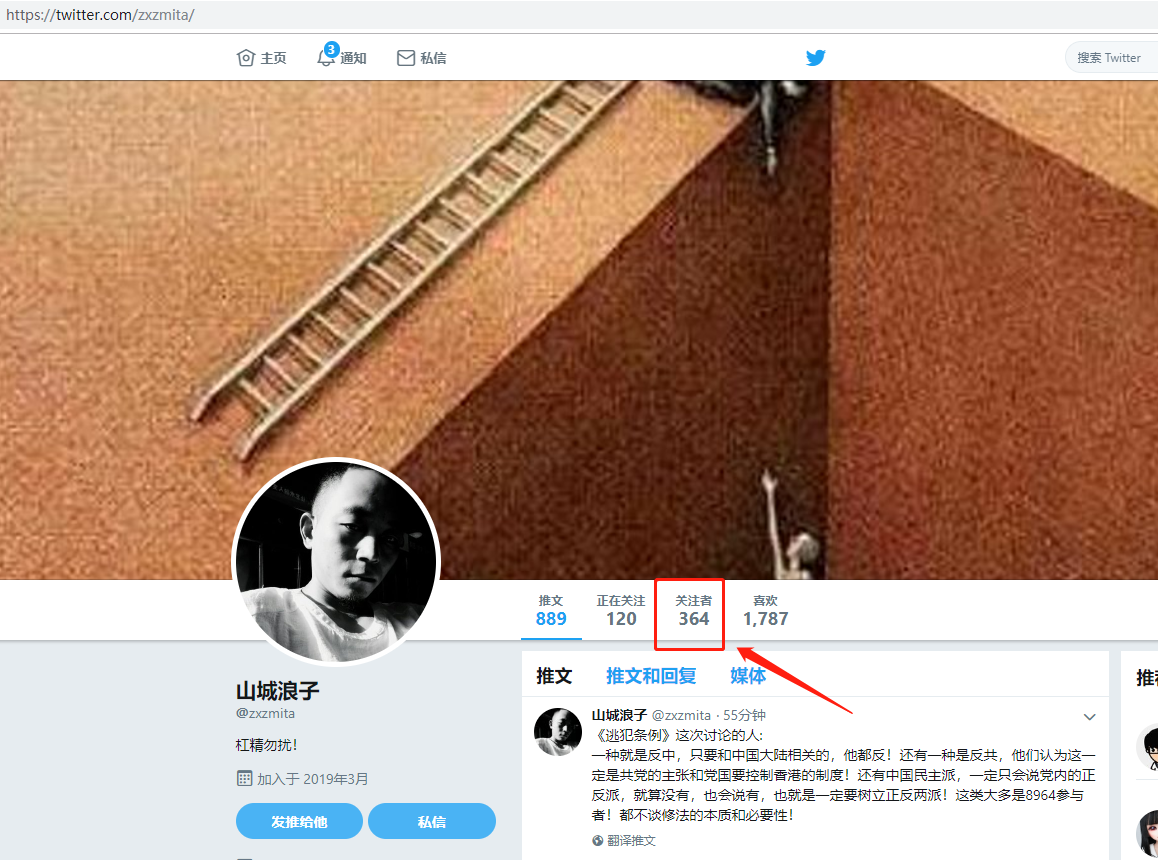 https://twitter.com/zxzmita/
主页
3
通知
私信
搜索 Twitter
推文
889
正在关注
120
关注者
364
喜欢
1,787
山城浪子
@zxzmita
杠精勿扰！
加入于 2019年3月
发推给他
私信
推文
推文和回复
媒体
山城浪子 @zxzmita · 55分钟
《逃犯条例》这次讨论的人:
一种就是反中，只要和中国大陆相关的，他都反！还有一种是反共，他们认为这一
定是共党的主张和党国要控制香港的制度！还有中国民主派，一定只会说党内的正
反派，就算没有，也会说有，也就是一定要树立正反两派！这类大多是8964参与
者！都不谈修法的本质和必要性！
翻译推文